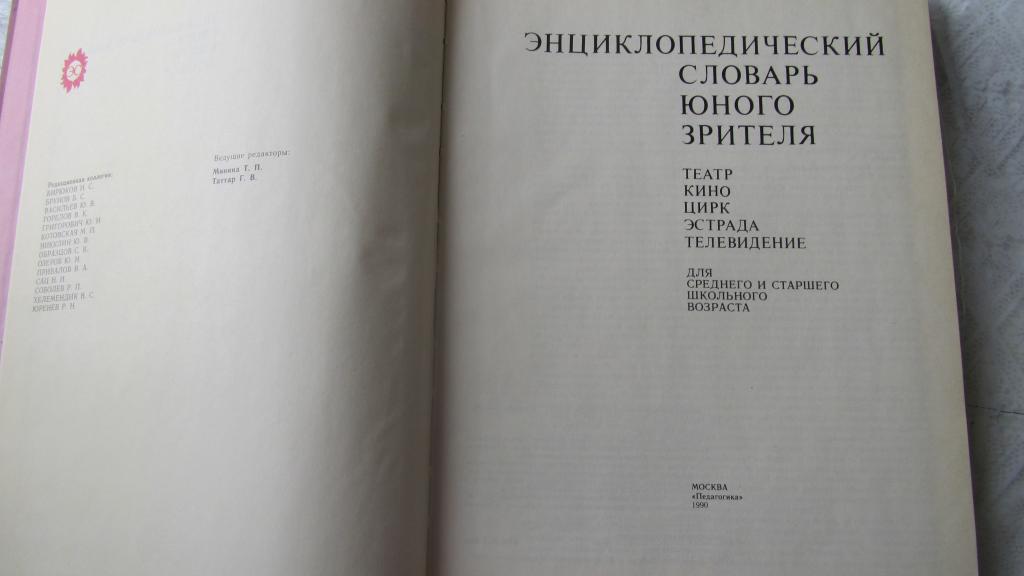 Редакционная коллегия:
БИРЮКОВ Н. С.
БРУНОВ Б. С.
ВАСИЛЬЕВ Ю. В.
ГОРЕЛОВ В. К.
ГРИГОРОВИЧ Ю. Н.
КОТОВСКАЯ М. П.
НИКУЛИН Ю. В.
ОБРАЗЦОВ С. В.
ОЗЕРОВ Ю. Н.
ПРИВАЛОВ В. А.
САЦ Н. И.
СОБОЛЕВ Р. П.
ХЕЛЕМЕНДИК В. С.
ЮРЕНЕВ Р. Н.
Ведущие редакторы:
Минина Т. П.
Таттар Г. В.
ЭНЦИКЛОПЕДИЧЕСКИЙ
СЛОВАРЬ
ЮНОГО
ЗРИТЕЛЯ
ТЕАТР
КИНО
ЦИРК
ЭСТРАДА
ТЕЛЕВИДЕНИЕ
ДЛЯ
СРЕДНЕГО И СТАРШЕГО
ШКОЛЬНОГО
ВОЗРАСТА
МОСКВА
«Педагогика»
1990